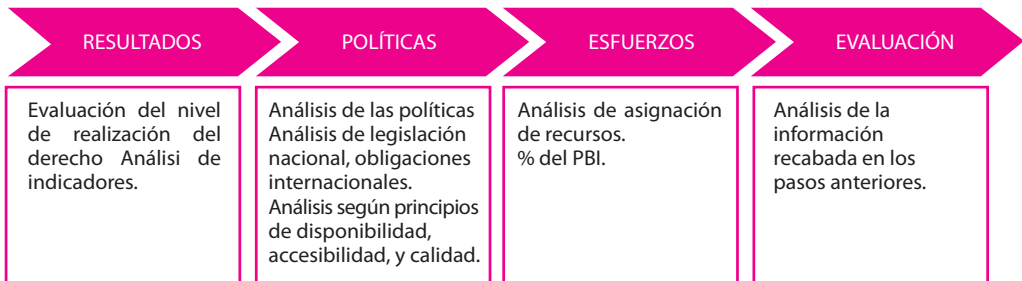 RESULTADOS
POLÍTICAS
ESFUERZOS
EVALUACIÓN
Evaluación del nivel
de realización del
derecho Análisi de
indicadores.
Análisis de las políticas
Análisis de legislación
nacional, obligaciones
internacionales.
Análisis según principios
de disponibilidad,
accesibilidad, y calidad.
Análisis de asignación
de recursos.
% del PBI.
Análisis de la
información
recabada en los
pasos anteriores.